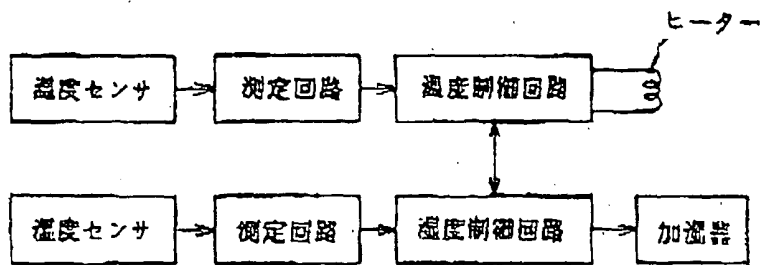 ヒーター
温度センサ 測定回路 温度制御回路
湿度センサ 測定回路 湿度制御回路 加湿器